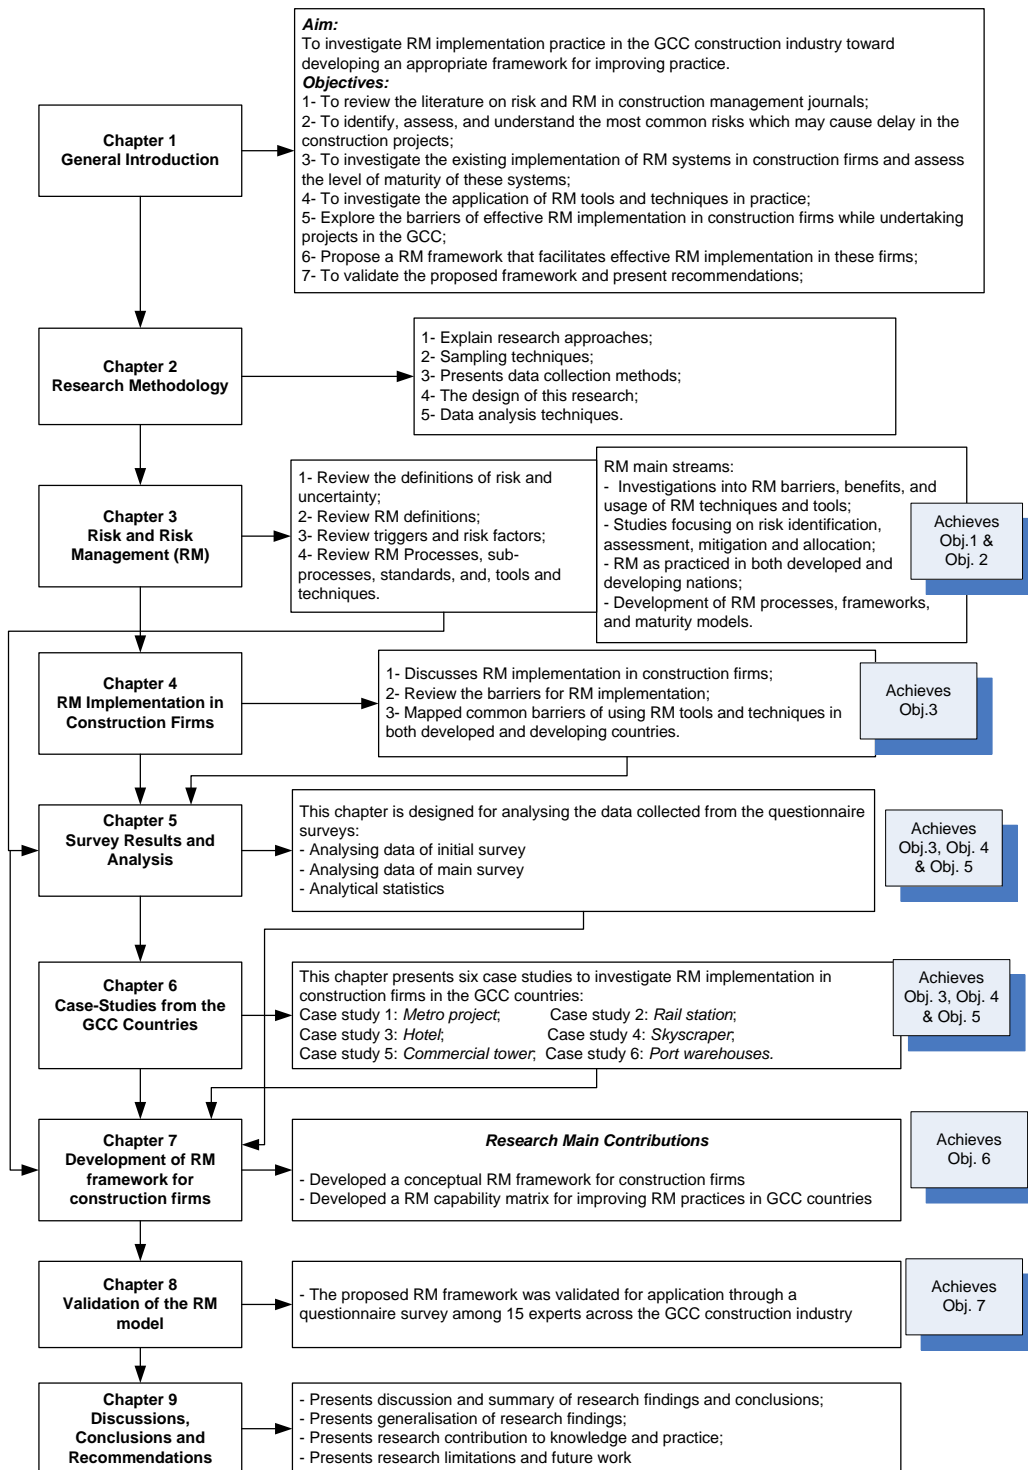 Aim:
To investigate RM implementation practice in the GCC construction industry toward
developing an appropriate framework for improving practice.
Objectives:
1- To review the literature on risk and RM in construction management journals;
2- To identify, assess, and understand the most common risks which may cause delay in the
construction projects;
3- To investigate the existing implementation of RM systems in construction firms and assess
the level of maturity of these systems;
4- To investigate the application of RM tools and techniques in practice;
5- Explore the barriers of effective RM implementation in construction firms while undertaking
projects in the GCC;
6- Propose a RM framework that facilitates effective RM implementation in these firms;
7- To validate the proposed framework and present recommendations;
Chapter 1
General Introduction
Chapter 2
Research Methodology
1- Explain research approaches;
2- Sampling techniques;
3- Presents data collection methods;
4- The design of this research;
5- Data analysis techniques.
Chapter 3
Risk and Risk
Management (RM)
1- Review the definitions of risk and
uncertainty;
2- Review RM definitions;
3- Review triggers and risk factors;
4- Review RM Processes, sub-
processes, standards, and, tools and
techniques.
RM main streams:
- Investigations into RM barriers, benefits, and
usage of RM techniques and tools;
- Studies focusing on risk identification,
assessment, mitigation and allocation;
- RM as practiced in both developed and
developing nations;
- Development of RM processes, frameworks,
and maturity models.
Achieves
Obj.1 &
Obj. 2
Chapter 4
RM Implementation in
Construction Firms
1- Discusses RM implementation in construction firms;
2- Review the barriers for RM implementation;
3- Mapped common barriers of using RM tools and techniques in
both developed and developing countries.
Achieves
Obj.3
Chapter 5
Survey Results and
Analysis
This chapter is designed for analysing the data collected from the questionnaire
surveys:
- Analysing data of initial survey
- Analysing data of main survey
- Analytical statistics
Achieves
Obj.3, Obj. 4
& Obj. 5
Chapter 6
Case-Studies from the
GCC Countries
This chapter presents six case studies to investigate RM implementation in
construction firms in the GCC countries:
Case study 1: Metro project; Case study 2: Rail station;
Case study 3: Hotel; Case study 4: Skyscraper;
Case study 5: Commercial tower; Case study 6: Port warehouses.
Achieves
Obj. 3, Obj. 4
& Obj. 5
Chapter 7
Development of RM
framework for
construction firms
Research Main Contributions
- Developed a conceptual RM framework for construction firms
- Developed a RM capability matrix for improving RM practices in GCC countries
Achieves
Obj. 6
Chapter 8
Validation of the RM
model
- The proposed RM framework was validated for application through a
questionnaire survey among 15 experts across the GCC construction industry
Achieves
Obj. 7
Chapter 9
Discussions,
Conclusions and
Recommendations
- Presents discussion and summary of research findings and conclusions;
- Presents generalisation of research findings;
- Presents research contribution to knowledge and practice;
- Presents research limitations and future work